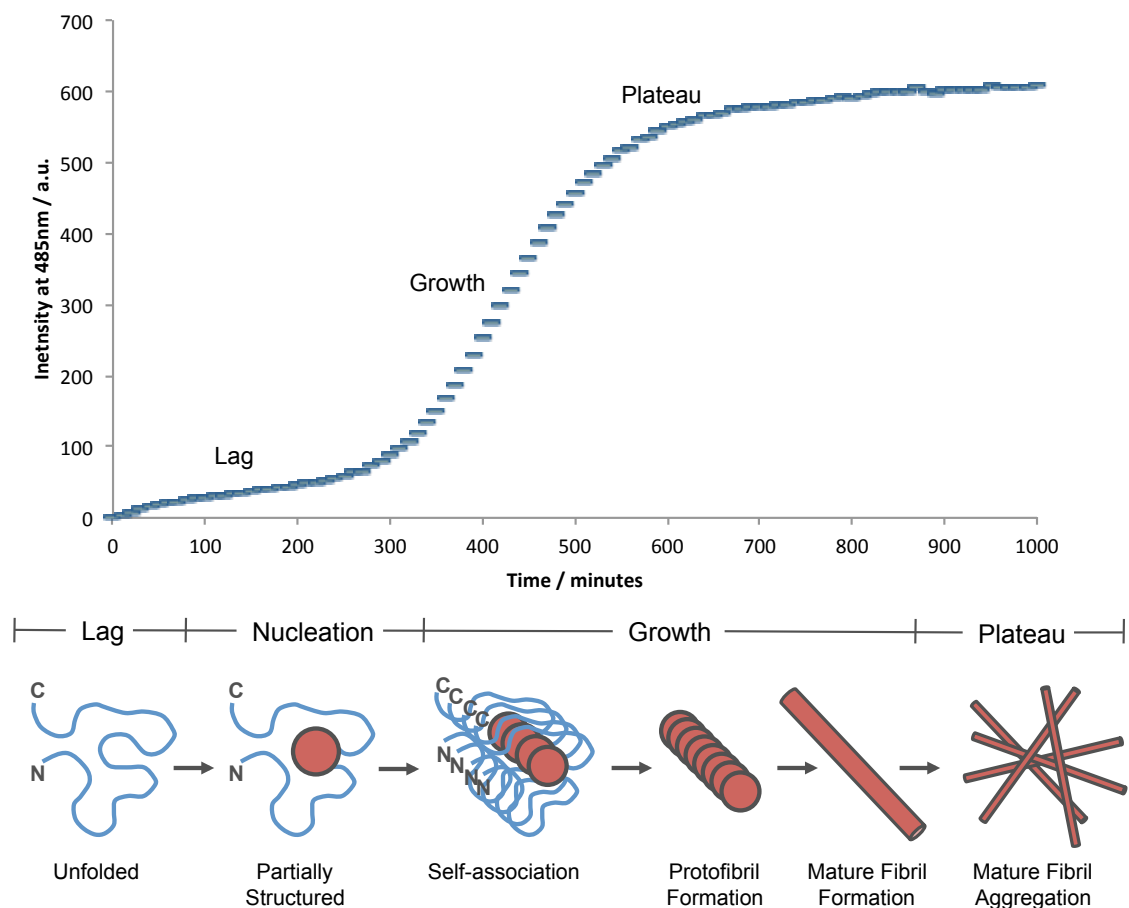 700
600
500
400
300
200
100
0
Inetnsity at 485nm / a.u.
Plateau
Growth
Lag
0 100 200 300 400 500 600 700 800 900 1000
Time / minutes
Lag Nucleation Growth Plateau
C C C C C C
N N N N N N
Unfolded Partially Self-association Protofibril Mature Fibril Mature Fibril
Structured Formation Formation Aggregation